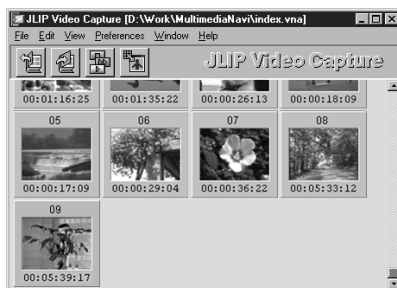 JLIP Video Capture [D:\Work\MultimediaNavi\index.vna]
File Edit View Preferences Window Help
JLIP Video Capture
00:01:16:25 00:01:35:22 00:00:26:13 00:00:18:09
05 06 07 08
00:00:17:09 00:00:29:04 00:00:36:22 00:05:33:12
09
00:05:39:17